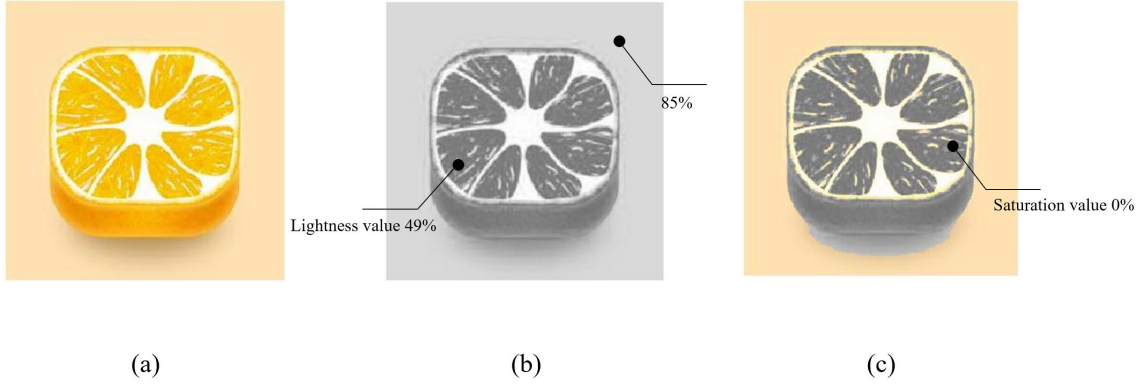 85%
Lightness value 49%
Saturation value 0%
(a)
(b)
(c)